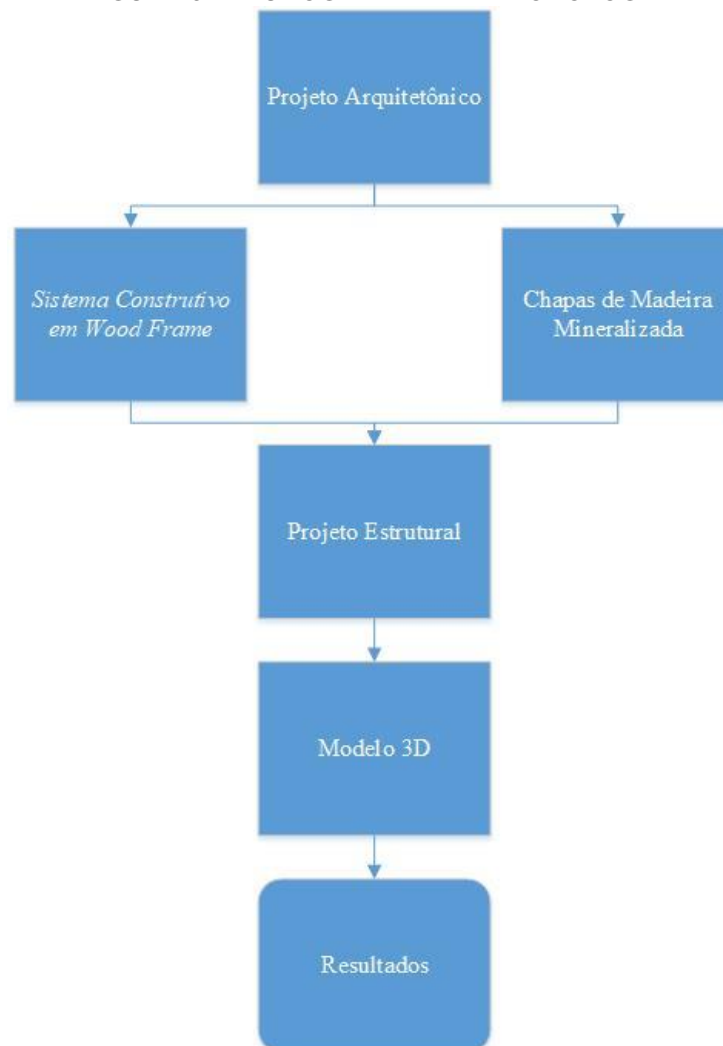 Projeto Arquitetônico
Sistema Construtivo
em Wood Frame
Chapas de Madeira
Mineralizada
Projeto Estrutural
Modelo 3D
Resultados